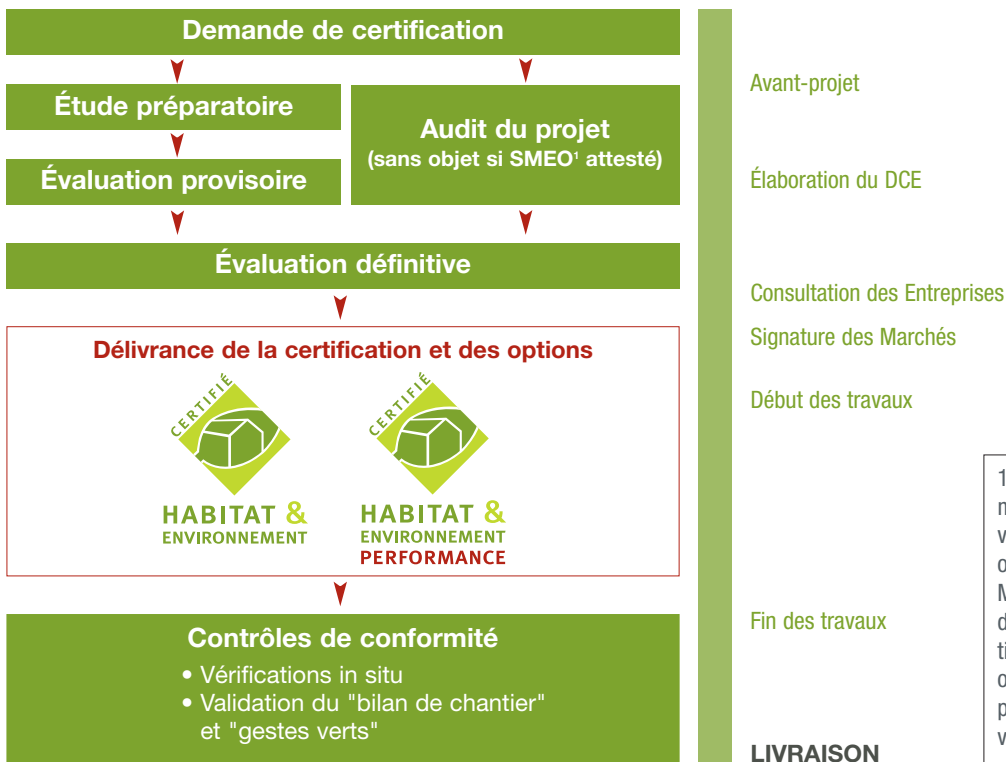 Demande de certification
Étude préparatoire
Évaluation provisoire
Audit du projet
(sans objet si SMEO¹ attesté)
Évaluation définitive
Délivrance de la certification et des options
CERTIFIÉ
HABITAT &
ENVIRONNEMENT
CERTIFIÉ
HABITAT &
ENVIRONNEMENT
PERFORMANCE
Contrôles de conformité
• Vérifications in situ
• Validation du "bilan de chantier"
et "gestes verts"
Avant-projet
Élaboration du DCE
Consultation des Entreprises
Signature des Marchés
Début des travaux
Fin des travaux
LIVRAISON